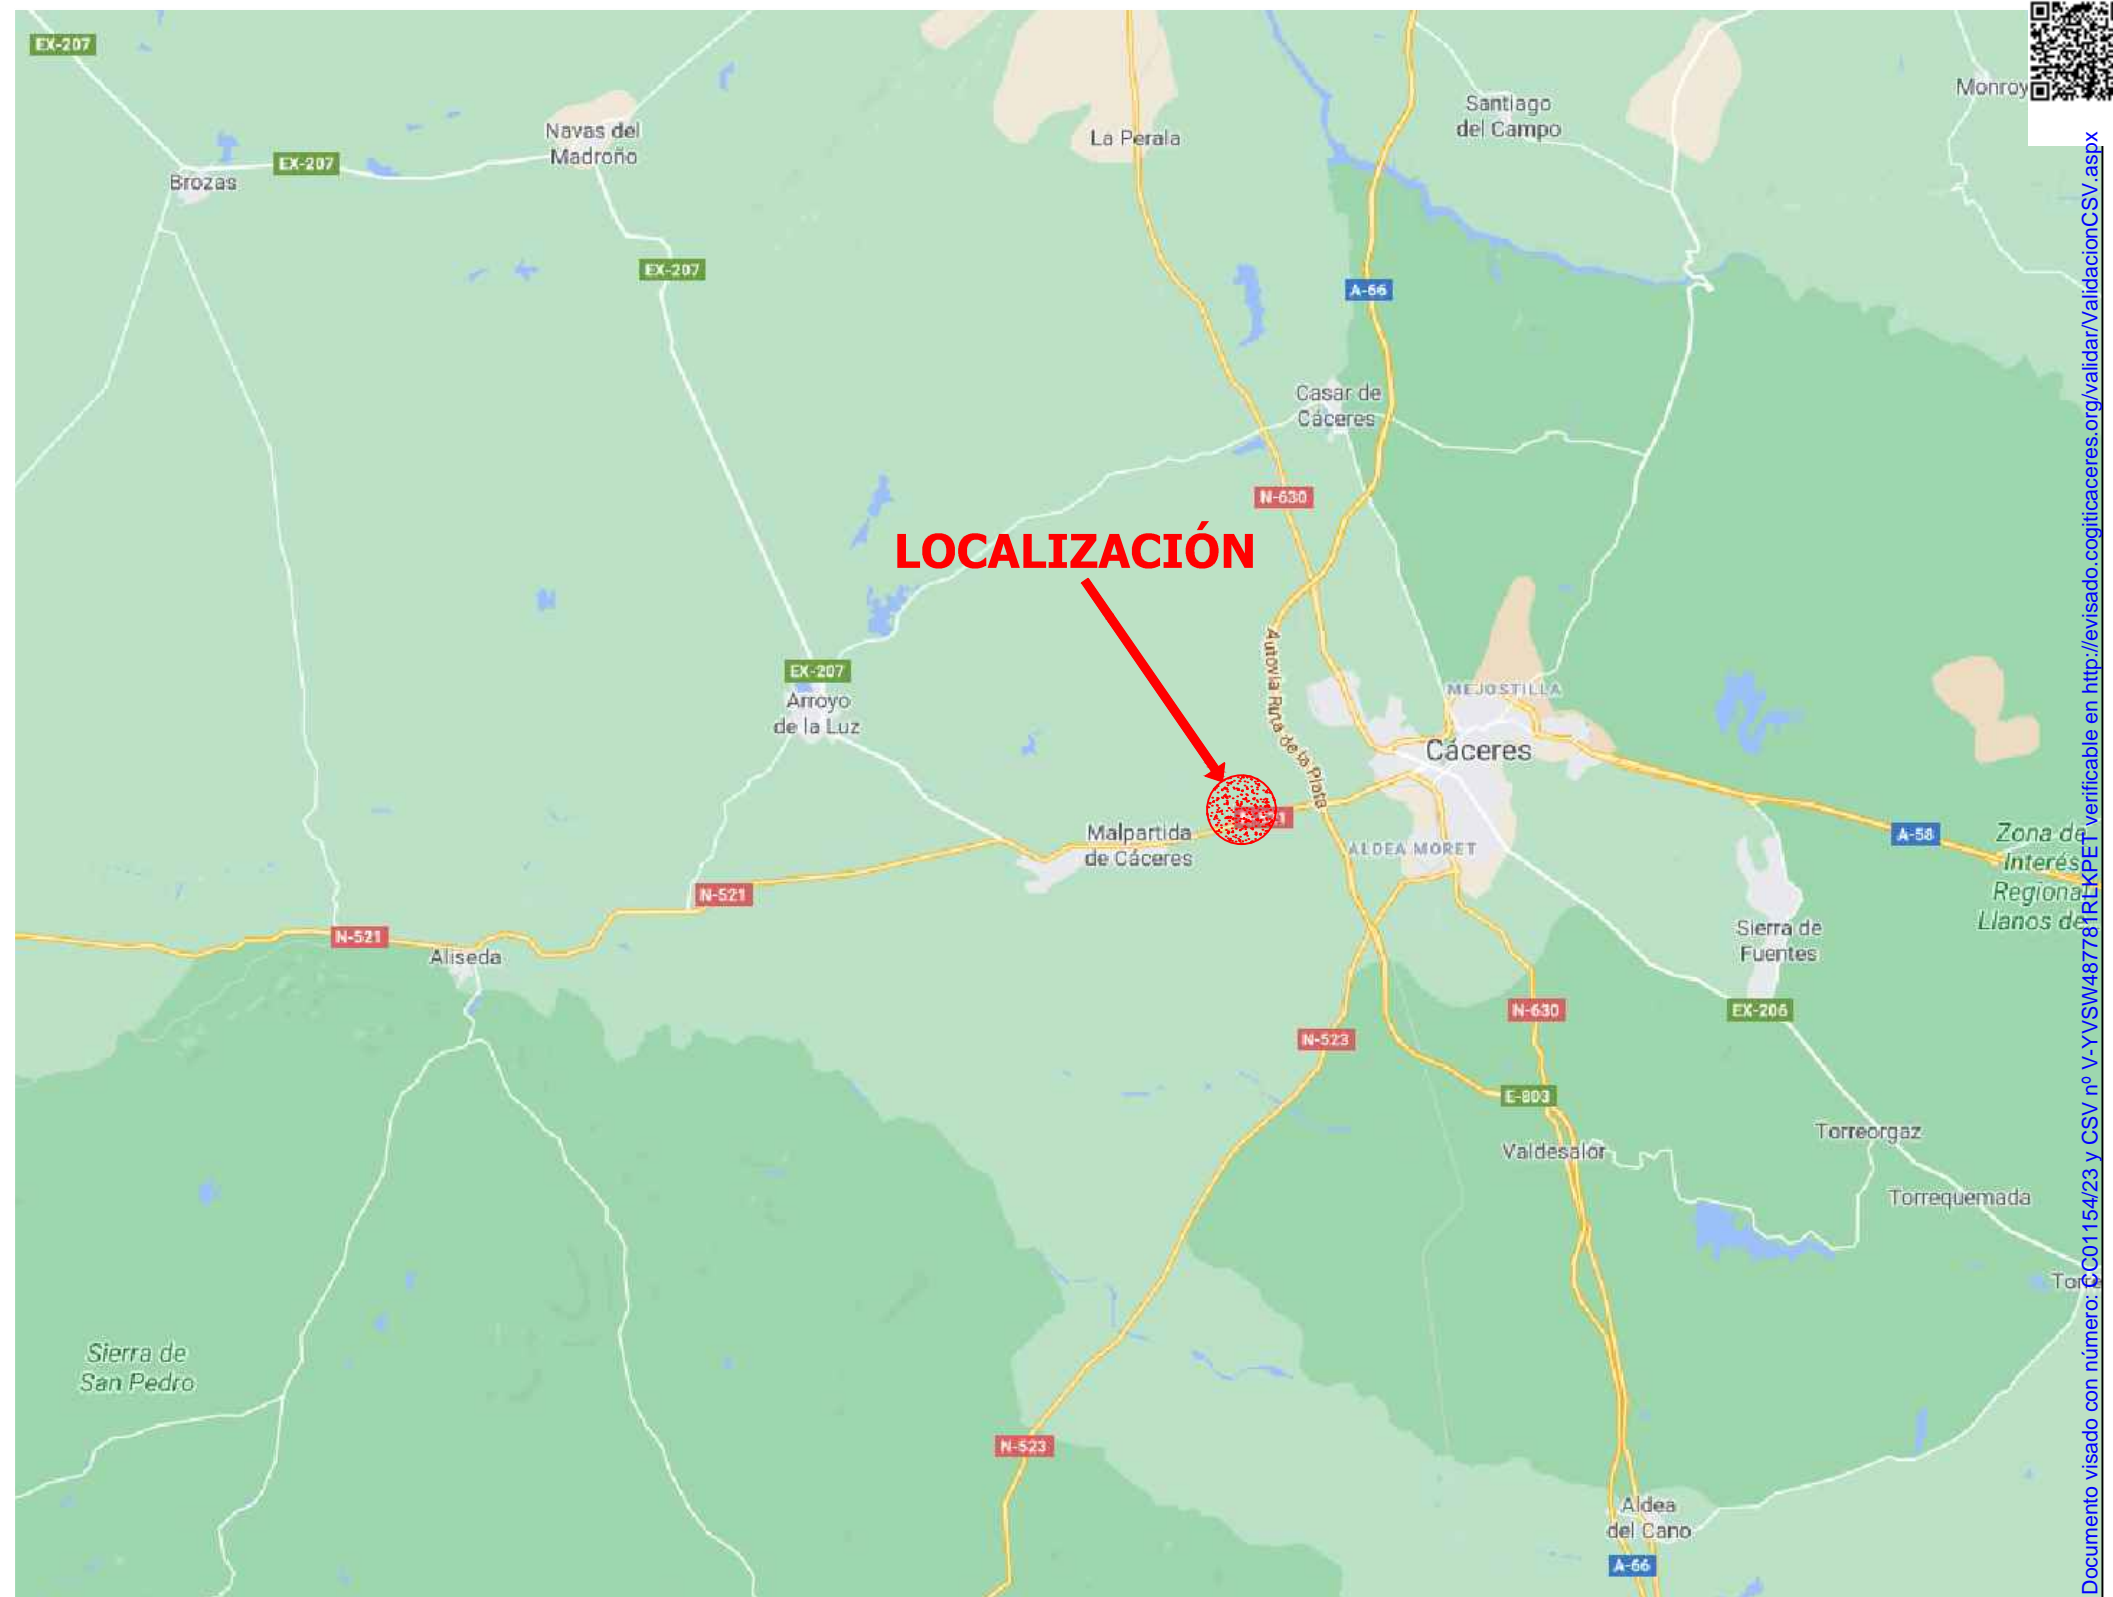 EX-207
Monroy
Santiago
del Campo
Navas del
Madroño
La Perala
EX-207
Brozas
EX-207
A-66
Casar de
Cáceres
N-630
LOCALIZACIÓN
Autovía Ruta de la Plata
EX-207
Arroyo
de la Luz
MEJOSTILLA
Cáceres
Malpartida
de Cáceres
ALDEA MORET
A-58
Zona de
Interés
Regional
Llanos de
N-521
N-521
Aliseda
Sierra de
Fuentes
N-630
EX-206
N-523
E-803
Valdesalor
Torreorgaz
Torrequemada
Torre
Sierra de
San Pedro
N-523
Aldea
del Cano
A-66
Documento visado con número: CC01154/23 y CSV nº V-YVSW487781RLKPET verificable en http://evisado.cogiticaceres.org/validar/ValidacionCSV.aspx